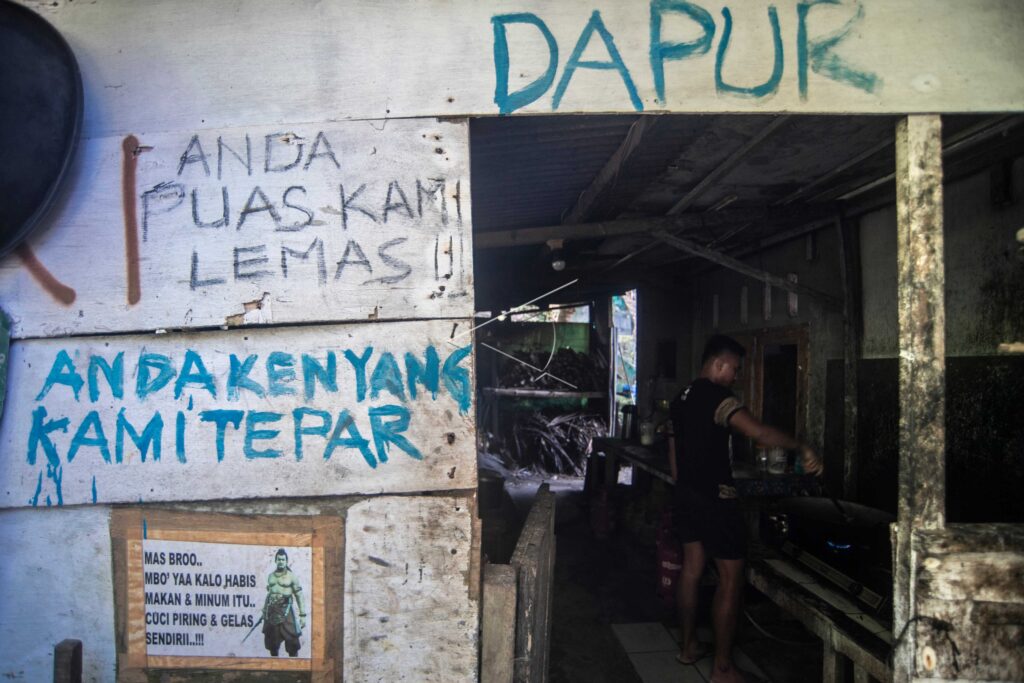 DAPUR
ANDA
PUAS KAMI
LEMAS !!!
ANDA KENYANG
KAMI TEPAR
MAS BROO..
MBO' YAA KALO HABIS
MAKAN & MINUM ITU..
CUCI PIRING & GELAS
SENDIRII..!!!